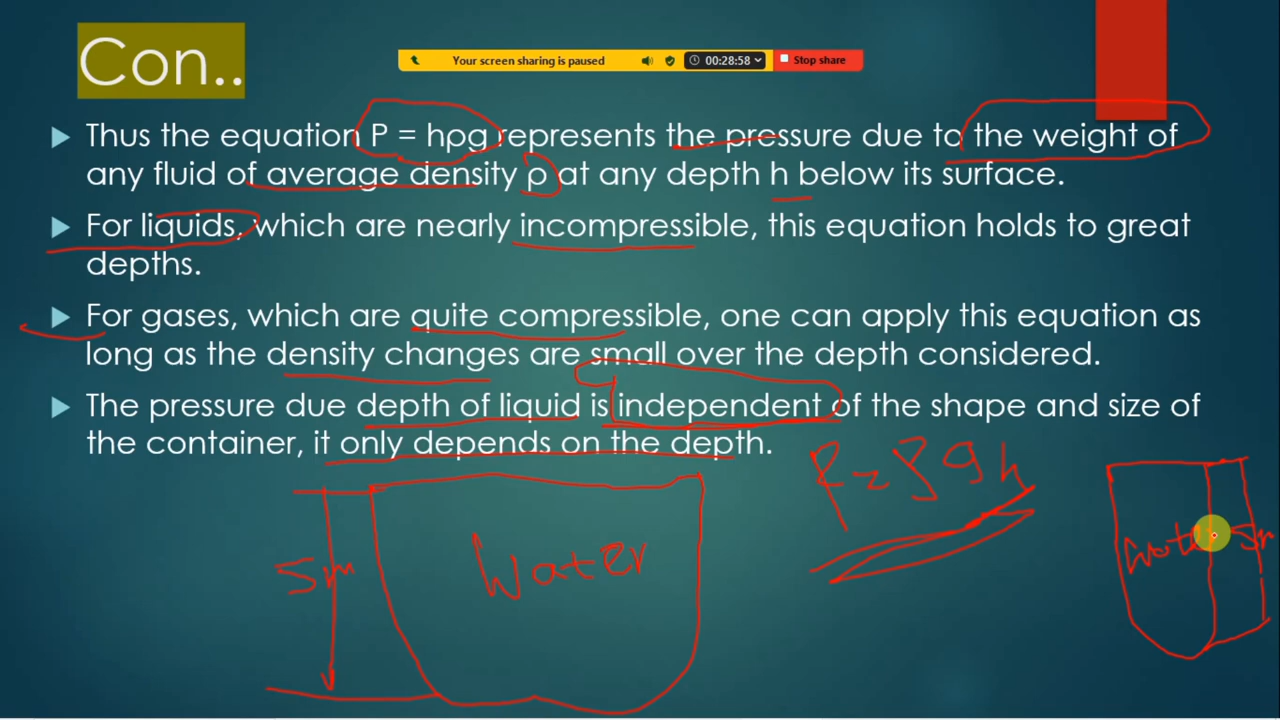 Con..
Your screen sharing is paused
00:28:58
Stop share
Thus the equation P = hρg represents the pressure due to the weight of
any fluid of average density ρ at any depth h below its surface.
For liquids, which are nearly incompressible, this equation holds to great
depths.
For gases, which are quite compressible, one can apply this equation as
long as the density changes are small over the depth considered.
The pressure due depth of liquid is independent of the shape and size of
the container, it only depends on the depth.
P = ρgh
5m
Water
Water
5m